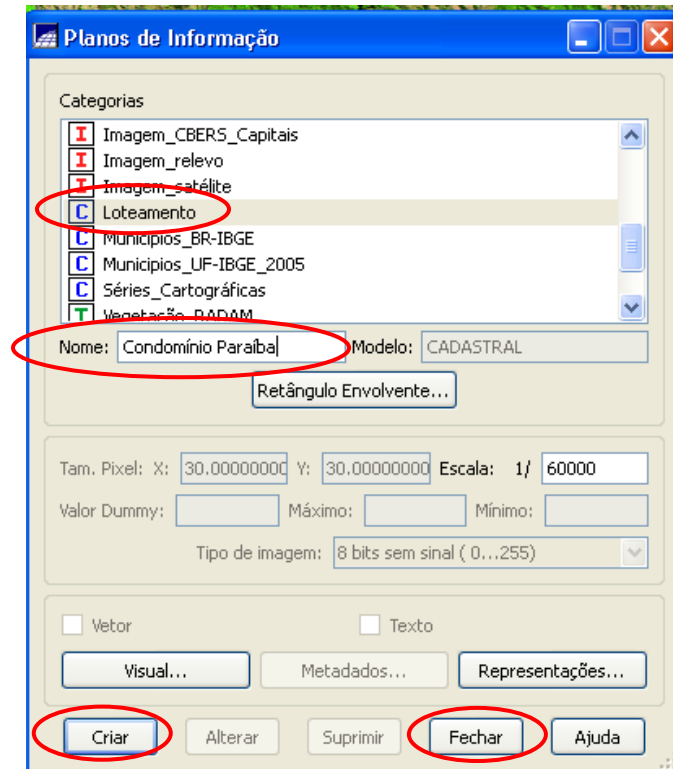 Planos de Informação
Categorias
I Imagem_CBERS_Capitais
I Imagem_relevo
I Imagem_satélite
C Loteamento
C Municipios_BR-IBGE
C Municipios_UF-IBGE_2005
C Séries_Cartográficas
T Vegetação_RADAM
Nome: Condomínio Paraíba Modelo: CADASTRAL
Retângulo Envolvente...
Tam. Pixel: X: 30.00000000 Y: 30.00000000 Escala: 1/ 60000
Valor Dummy: Máximo: Mínimo:
Tipo de imagem: 8 bits sem sinal ( 0...255)
Vetor Texto
Visual... Metadados... Representações...
Criar Alterar Suprimir Fechar Ajuda